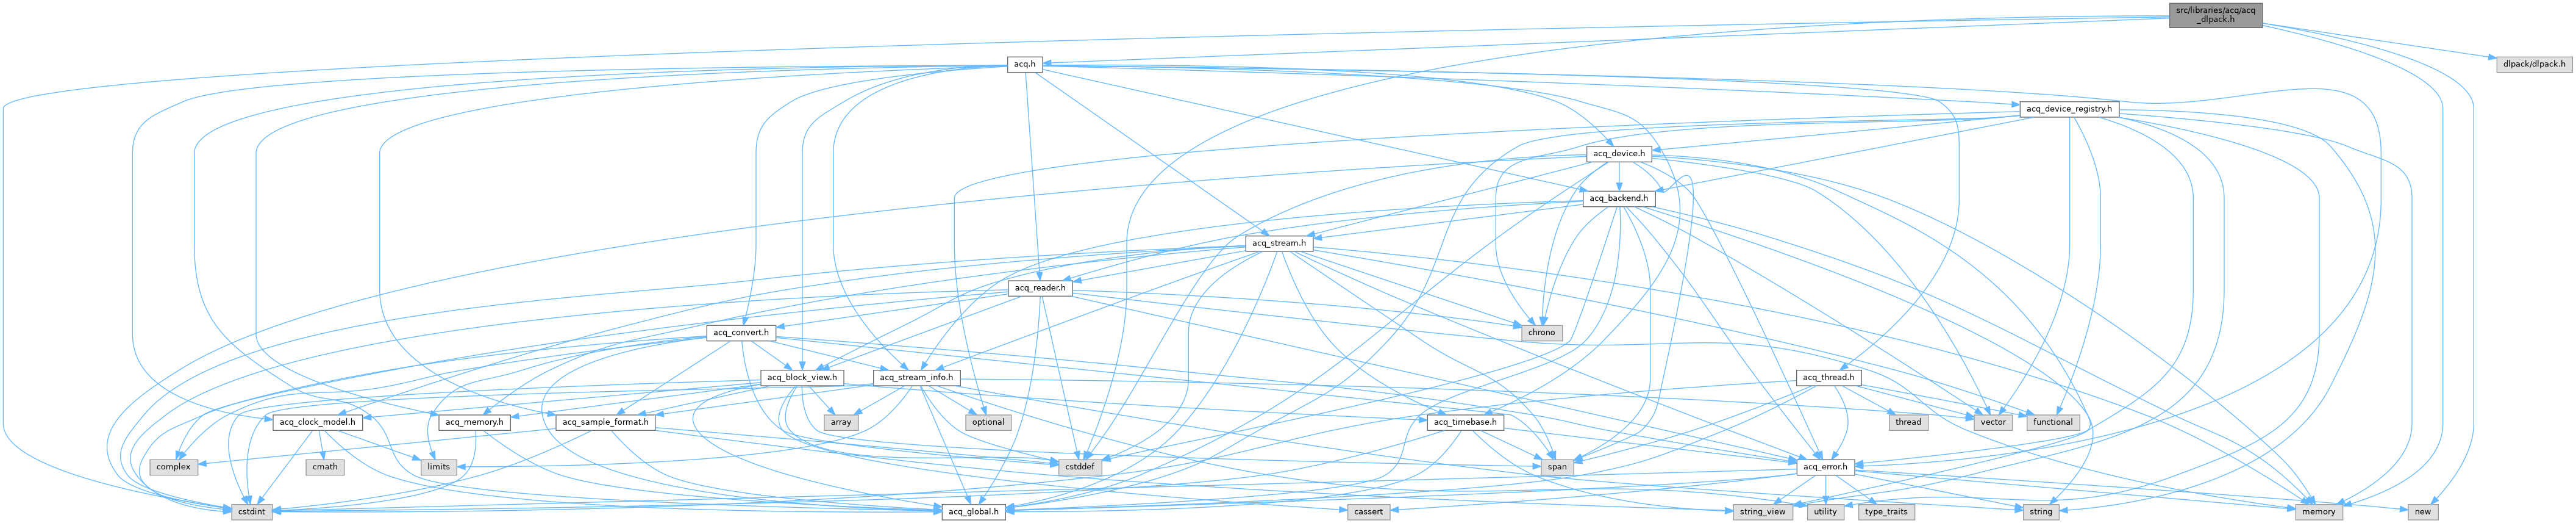 src/libraries/acq/acq
_dlpack.h
acq.h
dlpack/dlpack.h
acq_device_registry.h
acq_device.h
acq_backend.h
acq_stream.h
acq_reader.h
acq_convert.h
chrono
acq_block_view.h
acq_stream_info.h
acq_thread.h
acq_clock_model.h
acq_memory.h
acq_sample_format.h
array
optional
acq_timebase.h
thread
vector
functional
complex
cmath
limits
cstddef
span
acq_error.h
cstdint
acq_global.h
cassert
string_view
utility
type_traits
string
memory
new